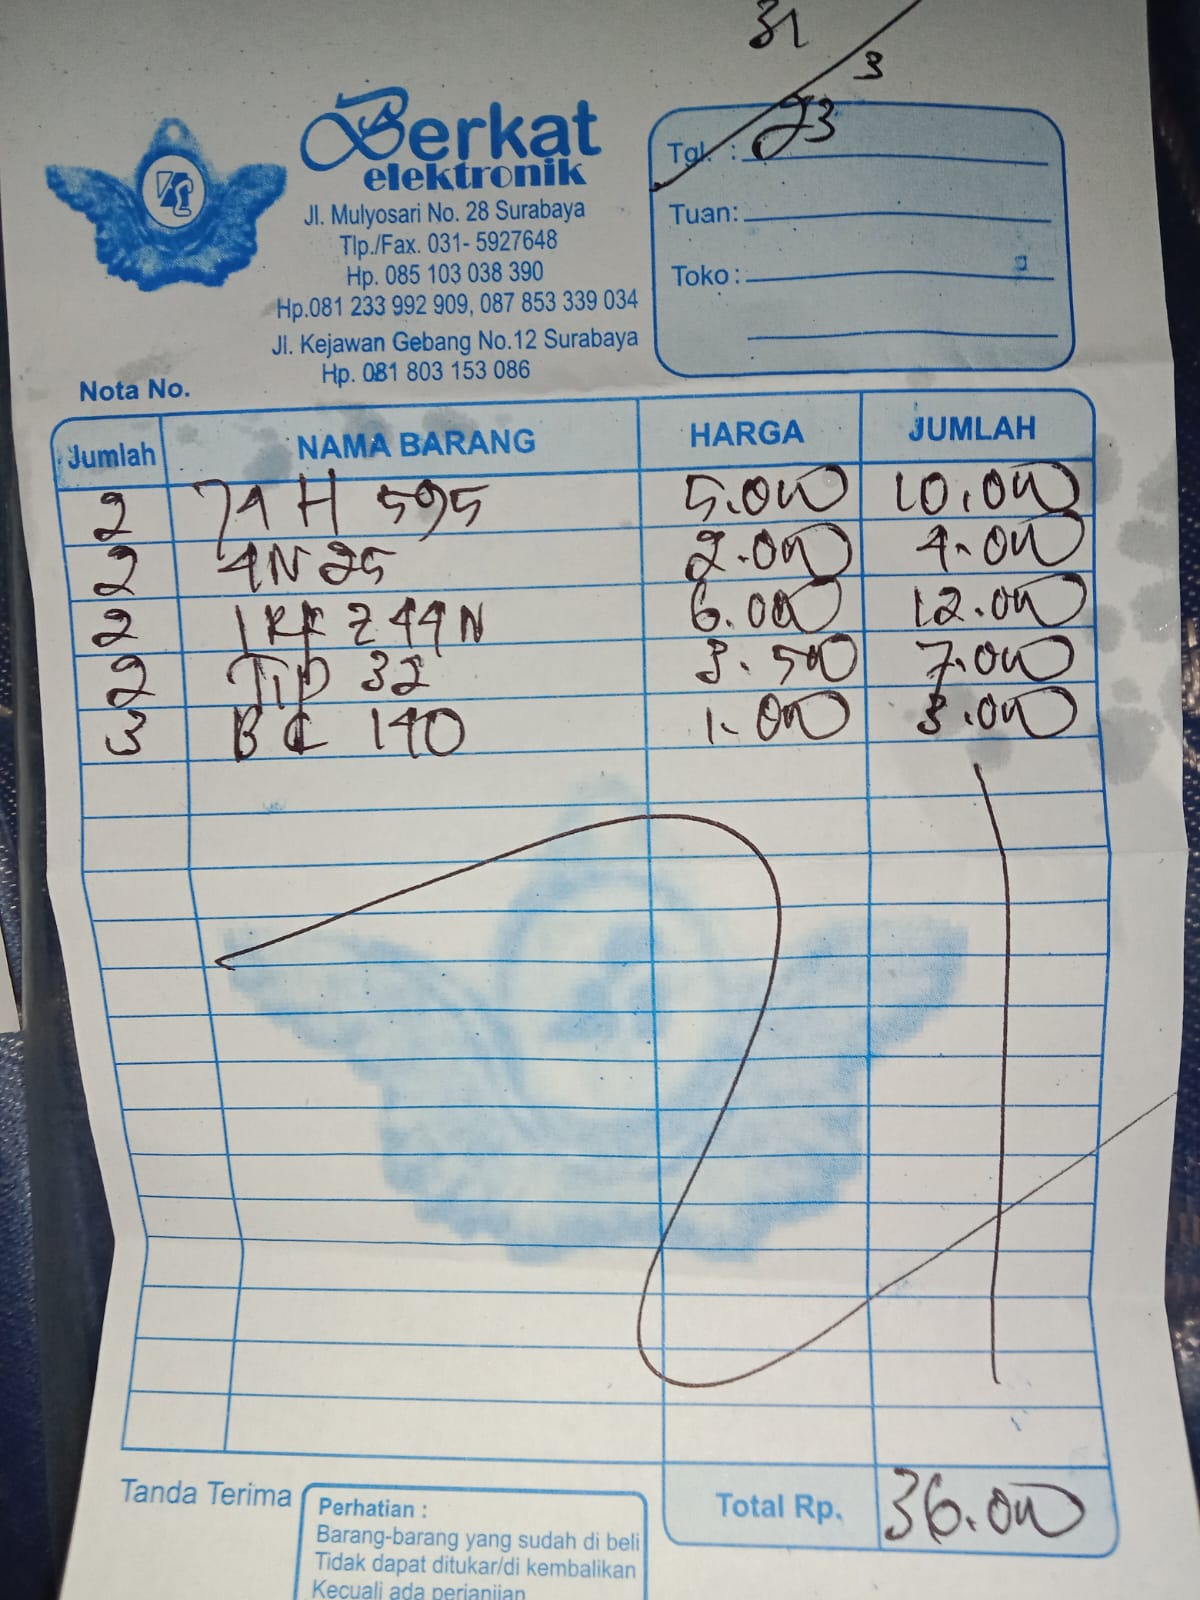 31
3
23
Berkat
elektronik
Jl. Mulyosari No. 28 Surabaya
Tlp./Fax. 031- 5927648
Hp. 085 103 038 390
Hp.081 233 992 909, 087 853 339 034
Jl. Kejawan Gebang No.12 Surabaya
Hp. 081 803 153 086
Tgl. :
Tuan:
Toko :
Nota No.
Jumlah NAMA BARANG HARGA JUMLAH
2 74 H 595 5.000 10.000
2 4N25 2.000 4.000
2 IRF Z44N 6.000 12.000
2 TIP 32 3.500 7.000
3 BC 140 1.000 3.000
Tanda Terima
Perhatian :
Barang-barang yang sudah di beli
Tidak dapat ditukar/di kembalikan
Kecuali ada perjanjian
Total Rp. 36.000